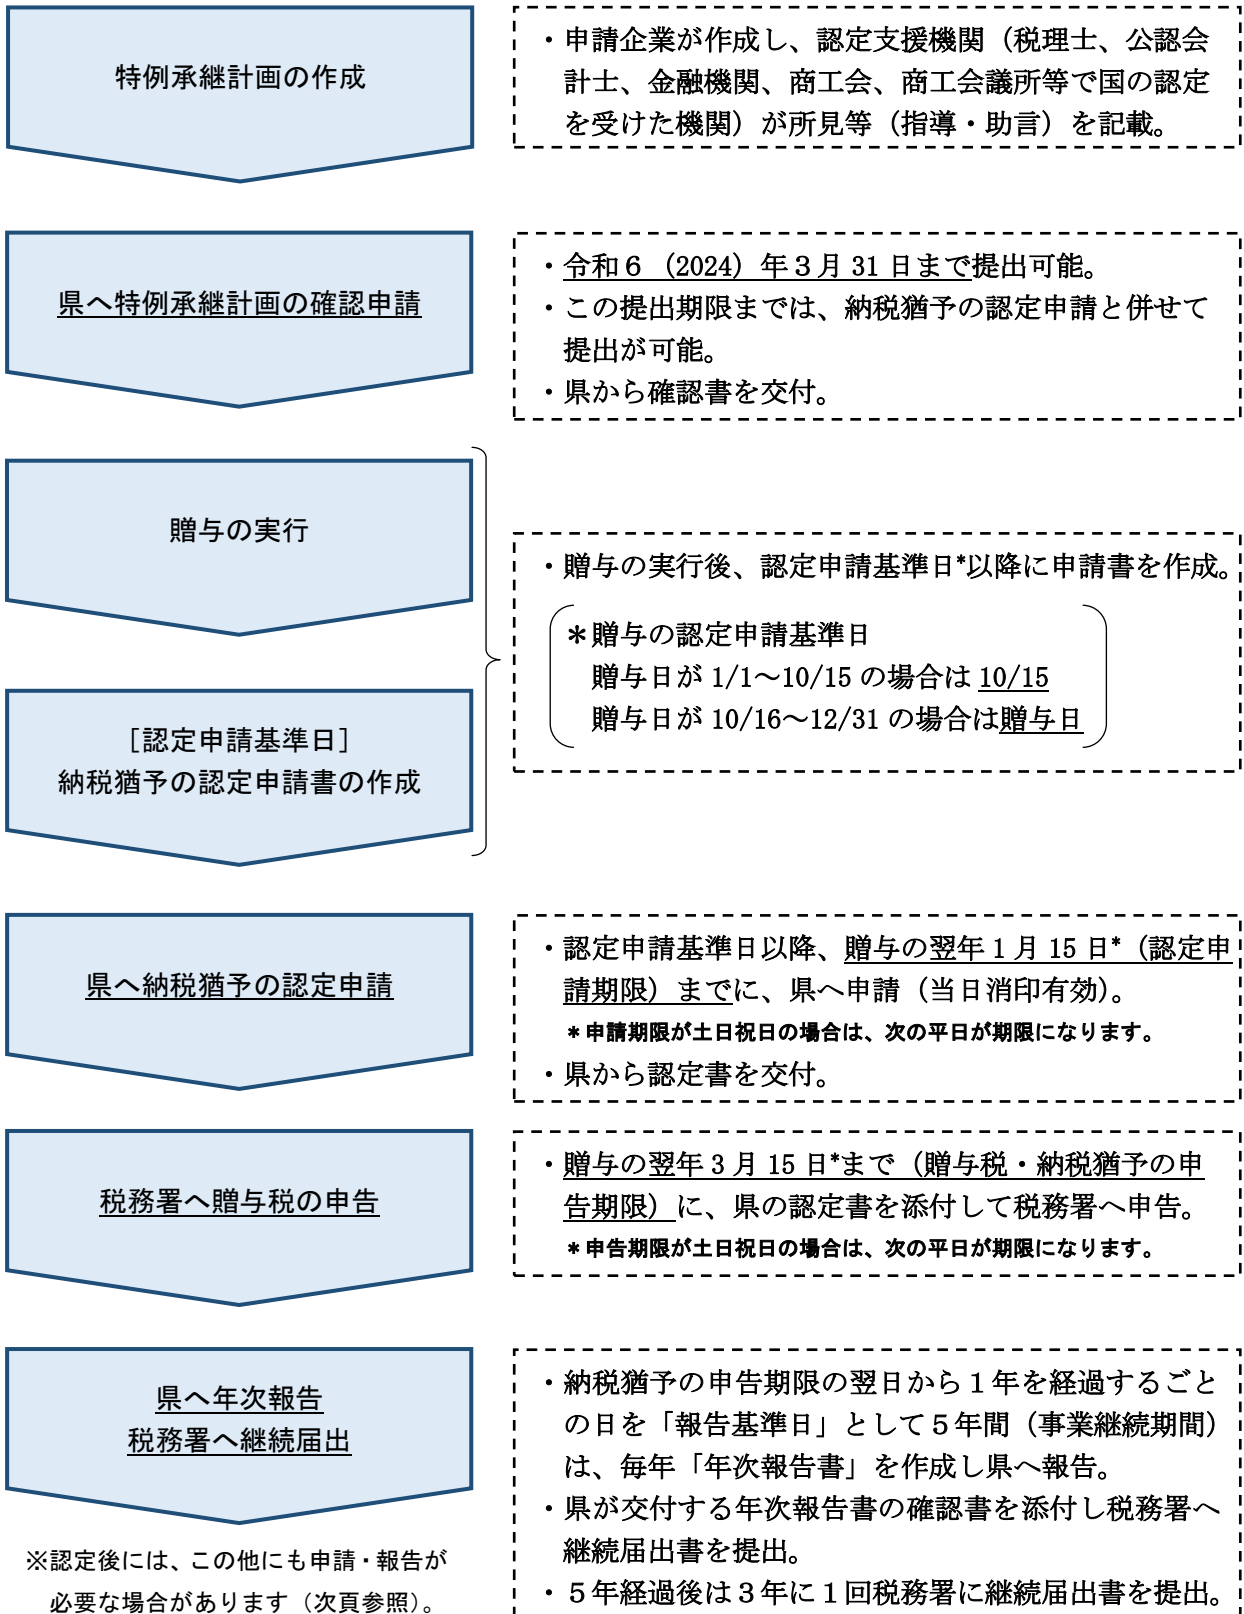 特例承継計画の作成
・申請企業が作成し、認定支援機関（税理士、公認会
計士、金融機関、商工会、商工会議所等で国の認定
を受けた機関）が所見等（指導・助言）を記載。
県へ特例承継計画の確認申請
・令和６（2024）年３月 31 日まで提出可能。
・この提出期限までは、納税猶予の認定申請と併せて
提出が可能。
・県から確認書を交付。
贈与の実行
・贈与の実行後、認定申請基準日*以降に申請書を作成。
＊贈与の認定申請基準日
贈与日が 1/1～10/15 の場合は 10/15
贈与日が 10/16～12/31 の場合は贈与日
［認定申請基準日］
納税猶予の認定申請書の作成
県へ納税猶予の認定申請
・認定申請基準日以降、贈与の翌年 1 月 15 日*（認定申
請期限）までに、県へ申請（当日消印有効）。
＊申請期限が土日祝日の場合は、次の平日が期限になります。
・県から認定書を交付。
税務署へ贈与税の申告
・贈与の翌年 3 月 15 日*まで（贈与税・納税猶予の申
告期限）に、県の認定書を添付して税務署へ申告。
＊申告期限が土日祝日の場合は、次の平日が期限になります。
県へ年次報告
税務署へ継続届出
・納税猶予の申告期限の翌日から１年を経過するごと
の日を「報告基準日」として５年間（事業継続期間）
は、毎年「年次報告書」を作成し県へ報告。
・県が交付する年次報告書の確認書を添付し税務署へ
継続届出書を提出。
・５年経過後は３年に１回税務署に継続届出書を提出。
※認定後には、この他にも申請・報告が
必要な場合があります（次頁参照）。